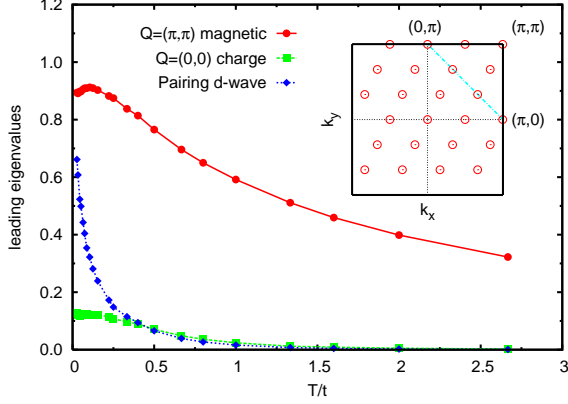 Q=(π,π) magnetic
Q=(0,0) charge
Pairing d-wave
(0,π)
(π,π)
(π,0)
k_y
k_x
leading eigenvalues
1.2
1.0
0.8
0.6
0.4
0.2
0.0
0 0.5 1 1.5 2 2.5 3
T/t